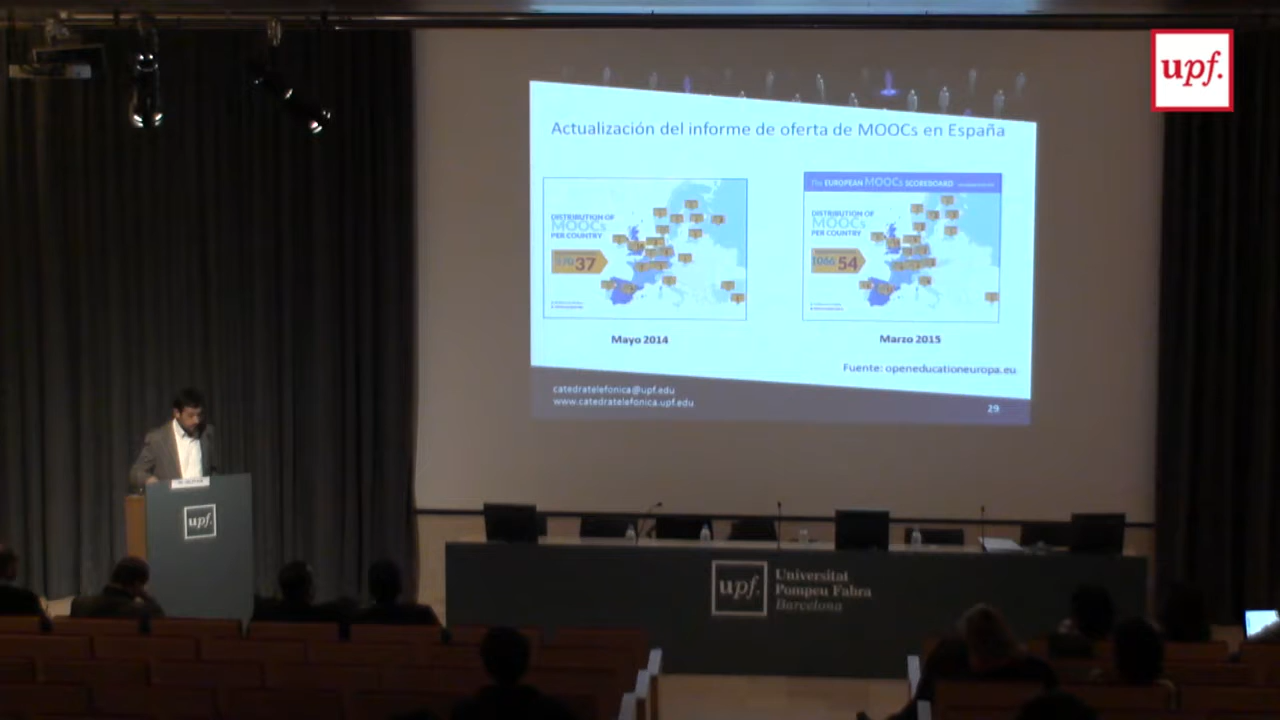 upf.
Actualización del informe de oferta de MOOCs en España
DISTRIBUTION OF
MOOCs
PER COUNTRY
37
The EUROPEAN MOOCs SCOREBOARD
DISTRIBUTION OF
MOOCs
PER COUNTRY
1066 54
Mayo 2014
Marzo 2015
Fuente: openeducationeuropa.eu
catedratelefonica@upf.edu
www.catedratelefonica.upf.edu
29
upf.
upf.
Universitat
Pompeu Fabra
Barcelona